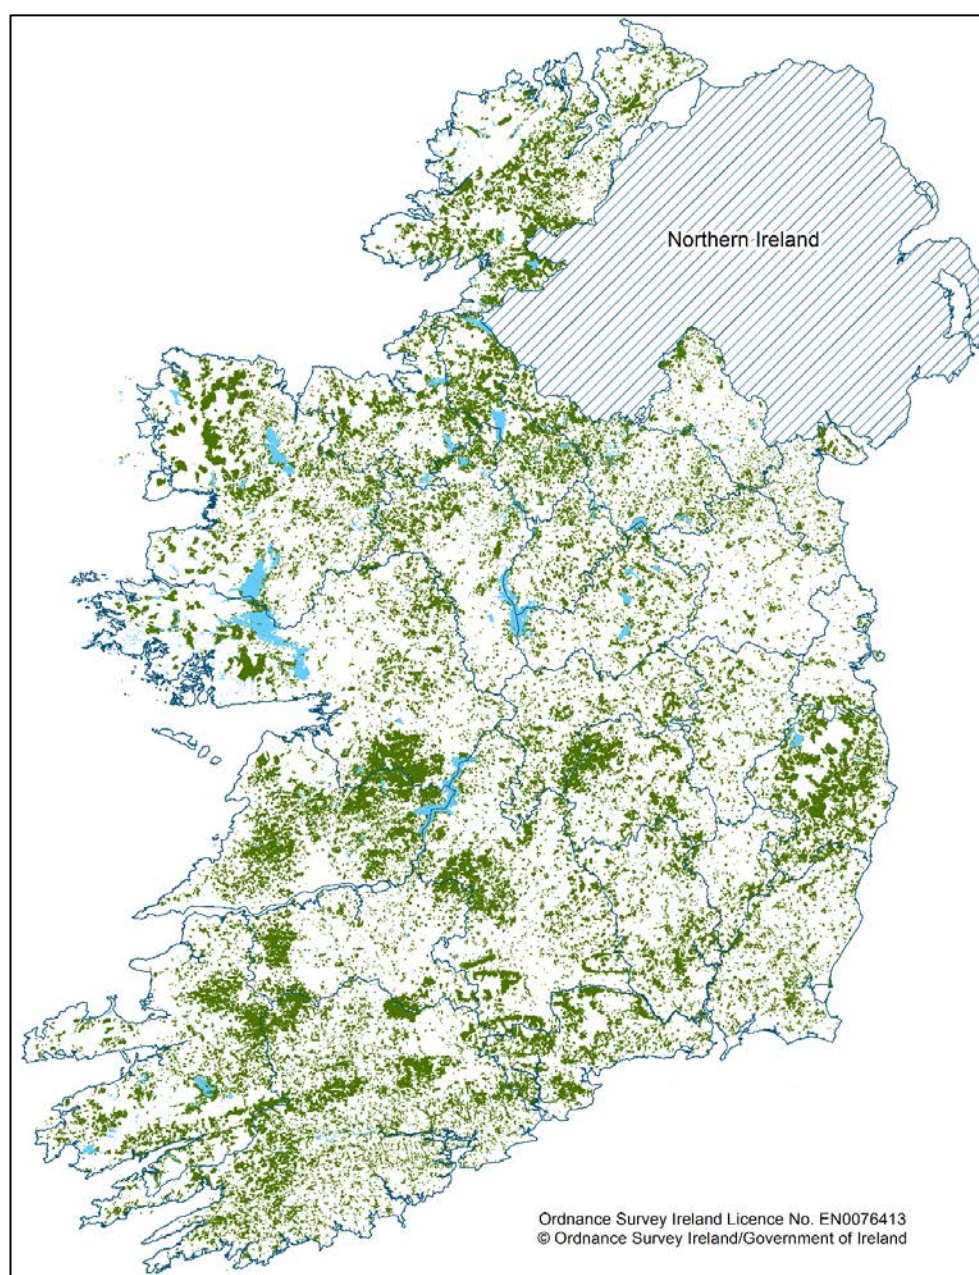 Northern Ireland
Ordnance Survey Ireland Licence No. EN0076413
© Ordnance Survey Ireland/Government of Ireland